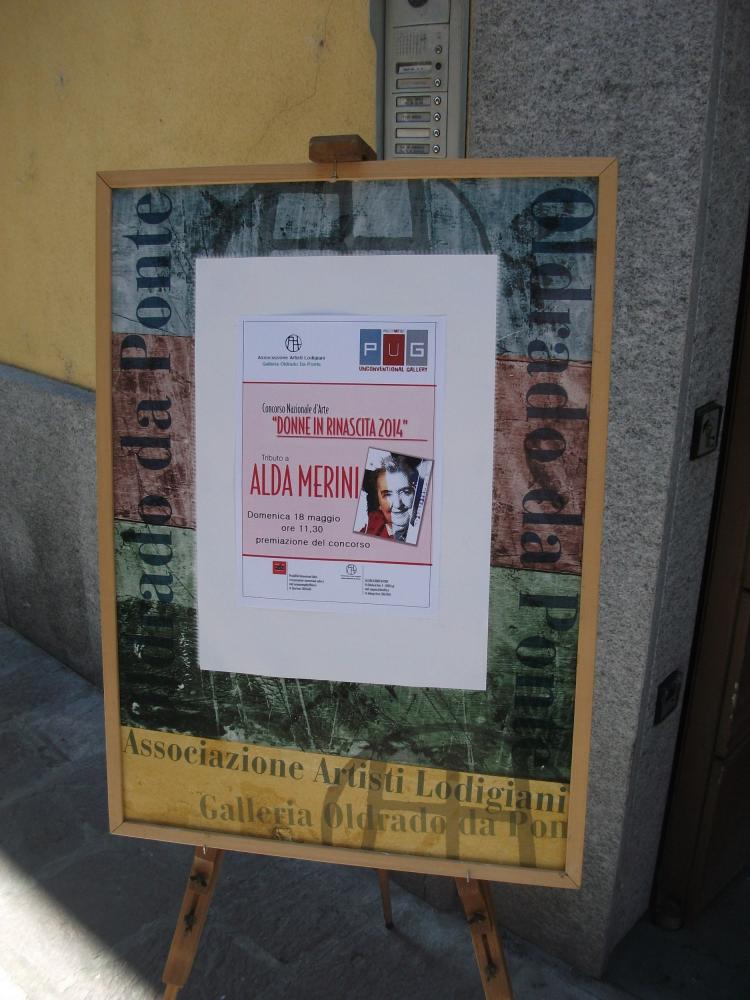 Oldrado da Ponte
Oldrado da Ponte
Associazione Artisti Lodigiani
Galleria Oldrado Da Ponte
PUG
UNCONVENTIONAL GALLERY
Concorso Nazionale d'Arte
"DONNE IN RINASCITA 2014"
Tributo a
ALDA MERINI
Domenica 18 maggio
ore 11,30
premiazione del concorso
Associazione Artisti Lodigiani
Galleria Oldrado da Pon